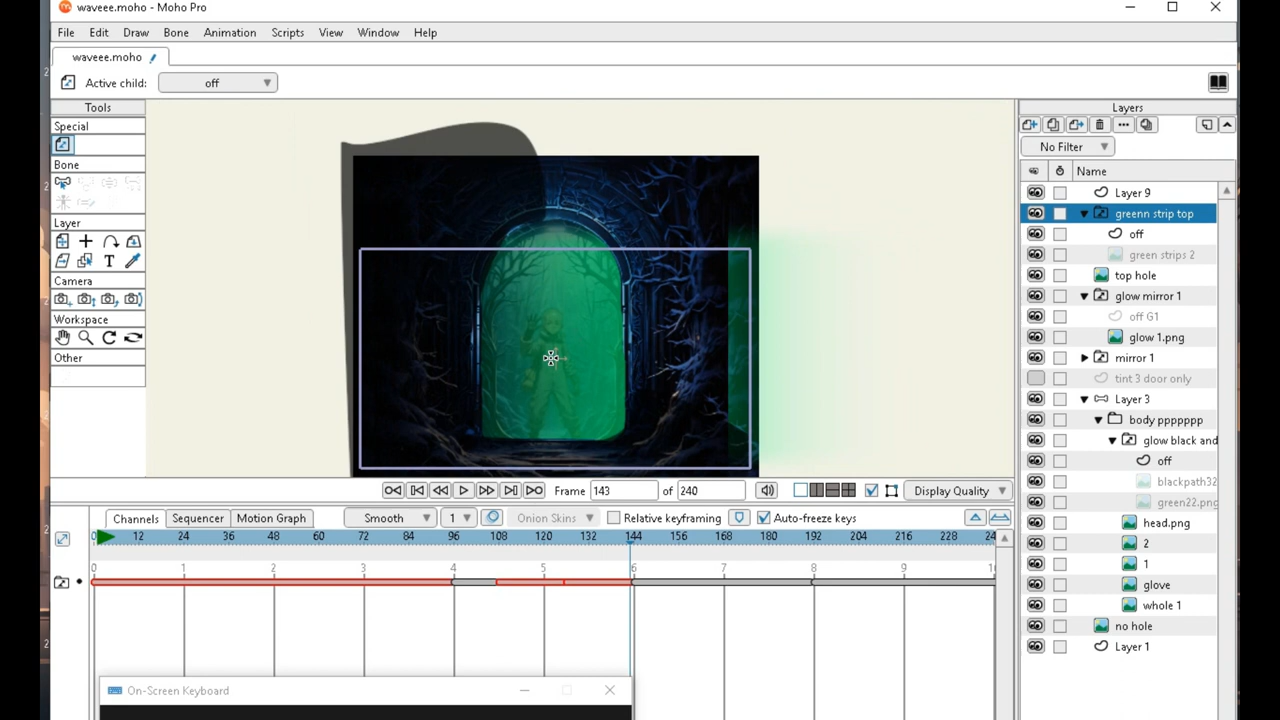 waveee.moho - Moho Pro
File Edit Draw Bone Animation Scripts View Window Help
waveee.moho
Active child: off
Tools
Special
Bone
Layer
Camera
Workspace
Other
Layers
No Filter
Name
Layer 9
greenn strip top
off
green strips 2
top hole
glow mirror 1
off G1
glow 1.png
mirror 1
tint 3 door only
Layer 3
body ppppppp
glow black and
off
blackpath32
green22.png
head.png
2
1
glove
whole 1
no hole
Layer 1
Frame 143 of 240 Display Quality
Channels Sequencer Motion Graph Smooth 1 Onion Skins Relative keyframing Auto-freeze keys
0 12 24 36 48 60 72 84 96 108 120 132 144 156 168 180 192 204 216 228 24
0 1 2 3 4 5 6 7 8 9 10
On-Screen Keyboard